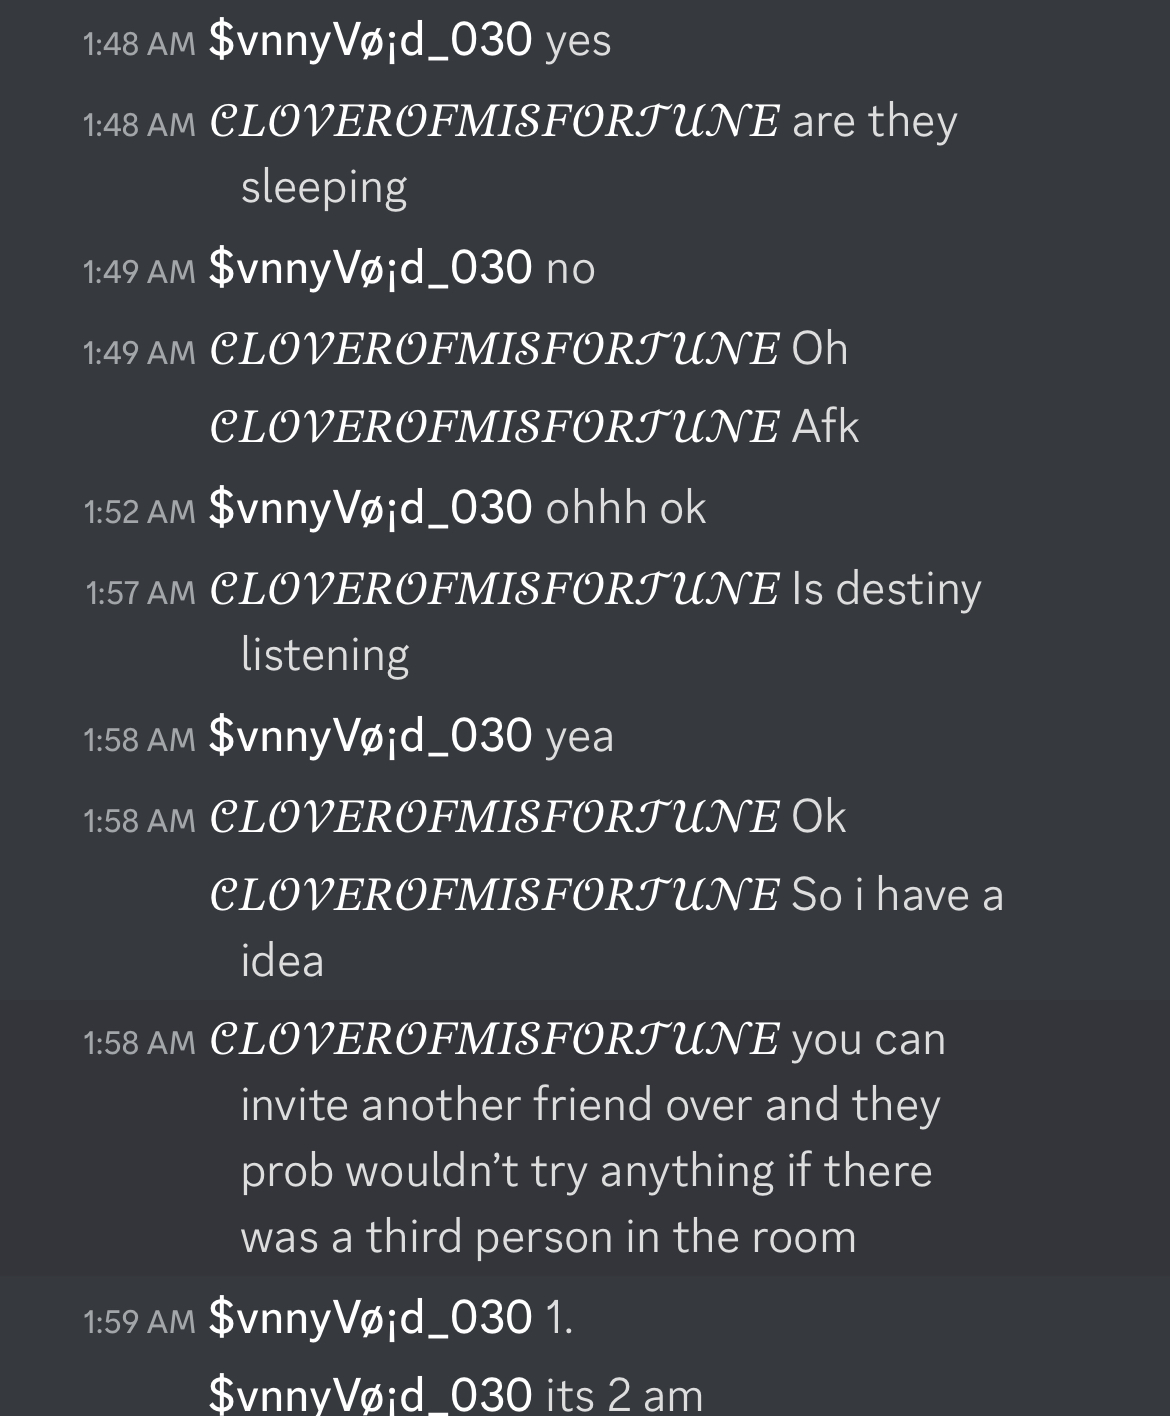 1:48 AM $vnnyVø¡d_030 yes
1:48 AM 𝒞𝐿𝒪𝒱𝐸𝑅𝒪𝐹𝑀𝐼𝒮𝐹𝒪𝑅𝒯𝒰𝒩𝐸 are they
sleeping
1:49 AM $vnnyVø¡d_030 no
1:49 AM 𝒞𝐿𝒪𝒱𝐸𝑅𝒪𝐹𝑀𝐼𝒮𝐹𝒪𝑅𝒯𝒰𝒩𝐸 Oh
𝒞𝐿𝒪𝒱𝐸𝑅𝒪𝐹𝑀𝐼𝒮𝐹𝒪𝑅𝒯𝒰𝒩𝐸 Afk
1:52 AM $vnnyVø¡d_030 ohhh ok
1:57 AM 𝒞𝐿𝒪𝒱𝐸𝑅𝒪𝐹𝑀𝐼𝒮𝐹𝒪𝑅𝒯𝒰𝒩𝐸 Is destiny
listening
1:58 AM $vnnyVø¡d_030 yea
1:58 AM 𝒞𝐿𝒪𝒱𝐸𝑅𝒪𝐹𝑀𝐼𝒮𝐹𝒪𝑅𝒯𝒰𝒩𝐸 Ok
𝒞𝐿𝒪𝒱𝐸𝑅𝒪𝐹𝑀𝐼𝒮𝐹𝒪𝑅𝒯𝒰𝒩𝐸 So i have a
idea
1:58 AM 𝒞𝐿𝒪𝒱𝐸𝑅𝒪𝐹𝑀𝐼𝒮𝐹𝒪𝑅𝒯𝒰𝒩𝐸 you can
invite another friend over and they
prob wouldn’t try anything if there
was a third person in the room
1:59 AM $vnnyVø¡d_030 1.
$vnnyVø¡d_030 its 2 am